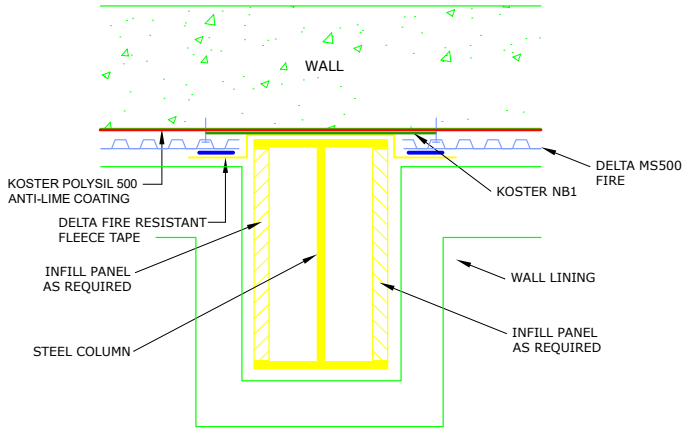 WALL
DELTA MS500
FIRE
KOSTER POLYSIL 500
ANTI-LIME COATING
KOSTER NB1
DELTA FIRE RESISTANT
FLEECE TAPE
INFILL PANEL
AS REQUIRED
WALL LINING
STEEL COLUMN
INFILL PANEL
AS REQUIRED